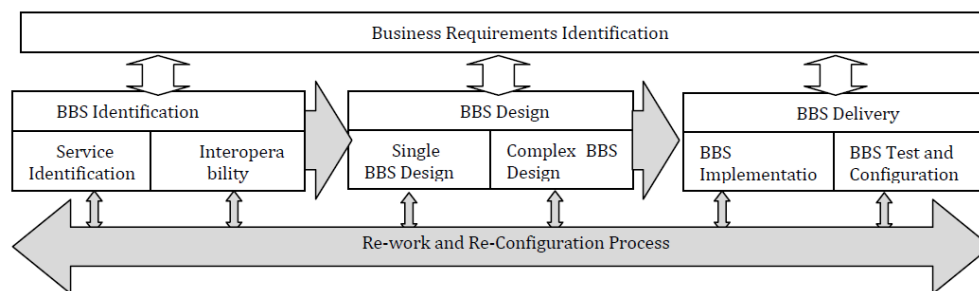 Business Requirements Identification
BBS Identification
BBS Design
BBS Delivery
Service
Identification
Interopera
bility
Single
BBS Design
Complex BBS
Design
BBS
Implementatio
BBS Test and
Configuration
Re-work and Re-Configuration Process